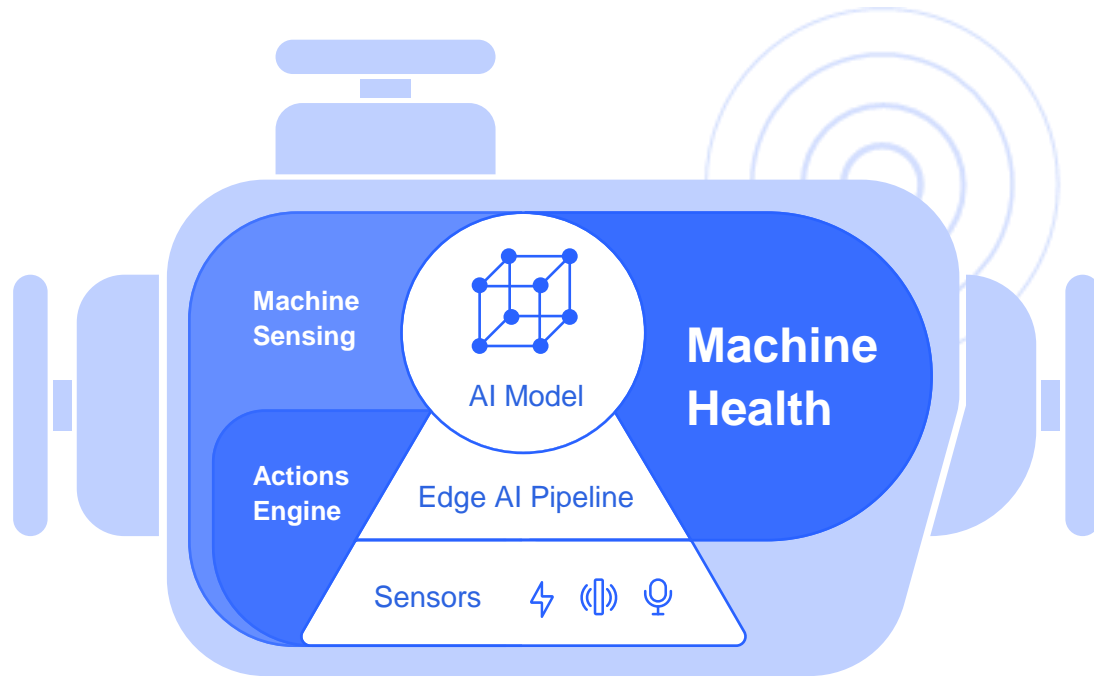 Machine
Sensing
AI Model
Machine
Health
Actions
Engine
Edge AI Pipeline
Sensors